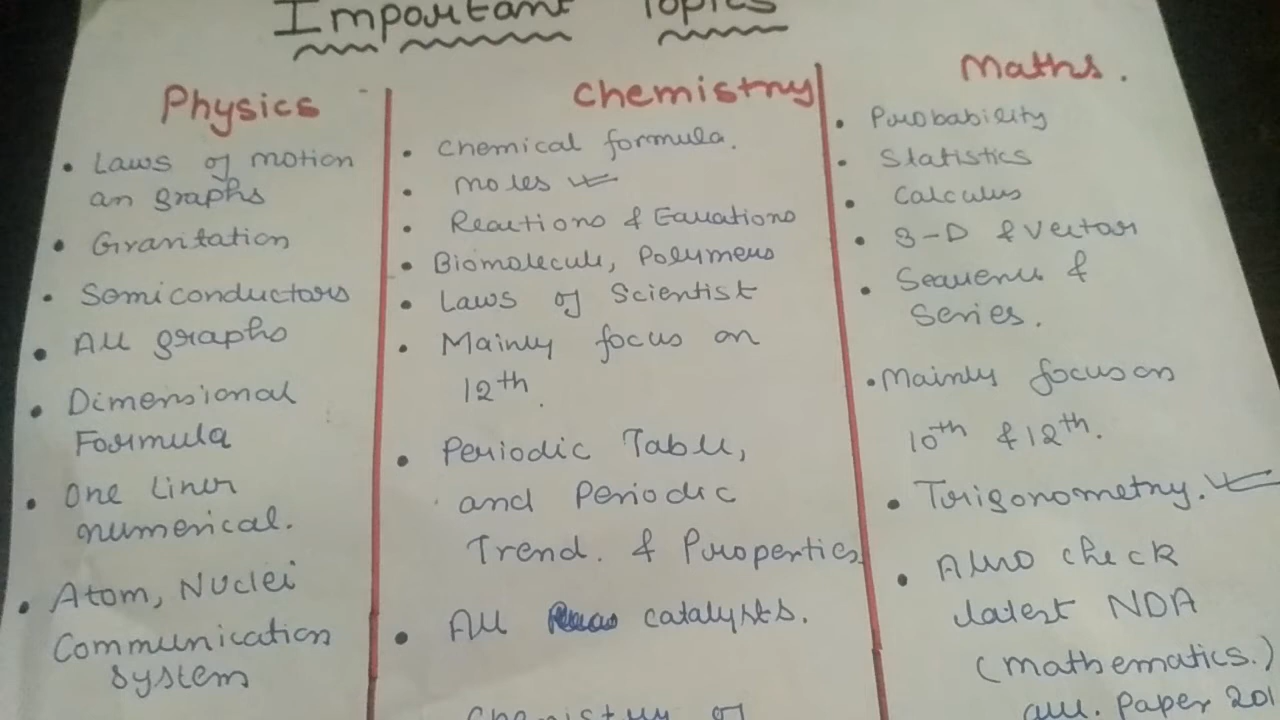 Important Topics
Physics
• Laws of motion
an graphs
• Gravitation
• Semiconductors
• All graphs
• Dimensional
Formula
• One Liner
numerical.
• Atom, Nuclei
Communication
system
Chemistry
• Chemical formula.
• moles
• Reactions & Equations
• Biomolecule, Polymers
• Laws of Scientist
• Mainly focus on
12th.
• Periodic Table,
and Periodic
Trend. & Properties
• All catalysts.
Chemistry of
Maths.
• Probability
• Statistics
• Calculus
• 3-D & Vector
• Sequence &
Series.
• Mainly focus on
10th & 12th.
• Trigonometry.
• Also check
latest NDA
(mathematics.)
Paper 201